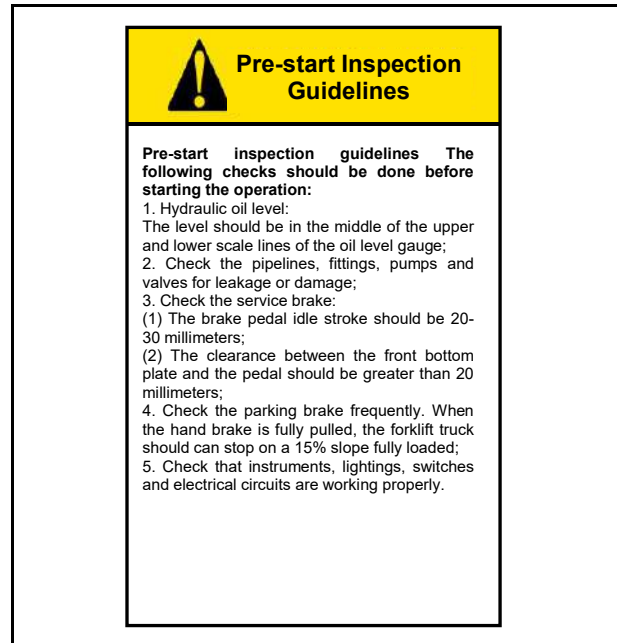 Pre-start Inspection
Guidelines
Pre-start inspection guidelines The
following checks should be done before
starting the operation:
1. Hydraulic oil level:
The level should be in the middle of the upper
and lower scale lines of the oil level gauge;
2. Check the pipelines, fittings, pumps and
valves for leakage or damage;
3. Check the service brake:
(1) The brake pedal idle stroke should be 20-
30 millimeters;
(2) The clearance between the front bottom
plate and the pedal should be greater than 20
millimeters;
4. Check the parking brake frequently. When
the hand brake is fully pulled, the forklift truck
should can stop on a 15% slope fully loaded;
5. Check that instruments, lightings, switches
and electrical circuits are working properly.